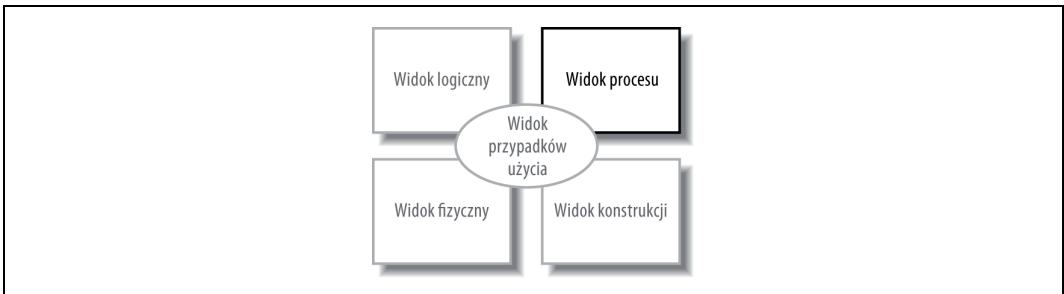 Widok logiczny
Widok procesu
Widok
przypadków
użycia
Widok fizyczny
Widok konstrukcji